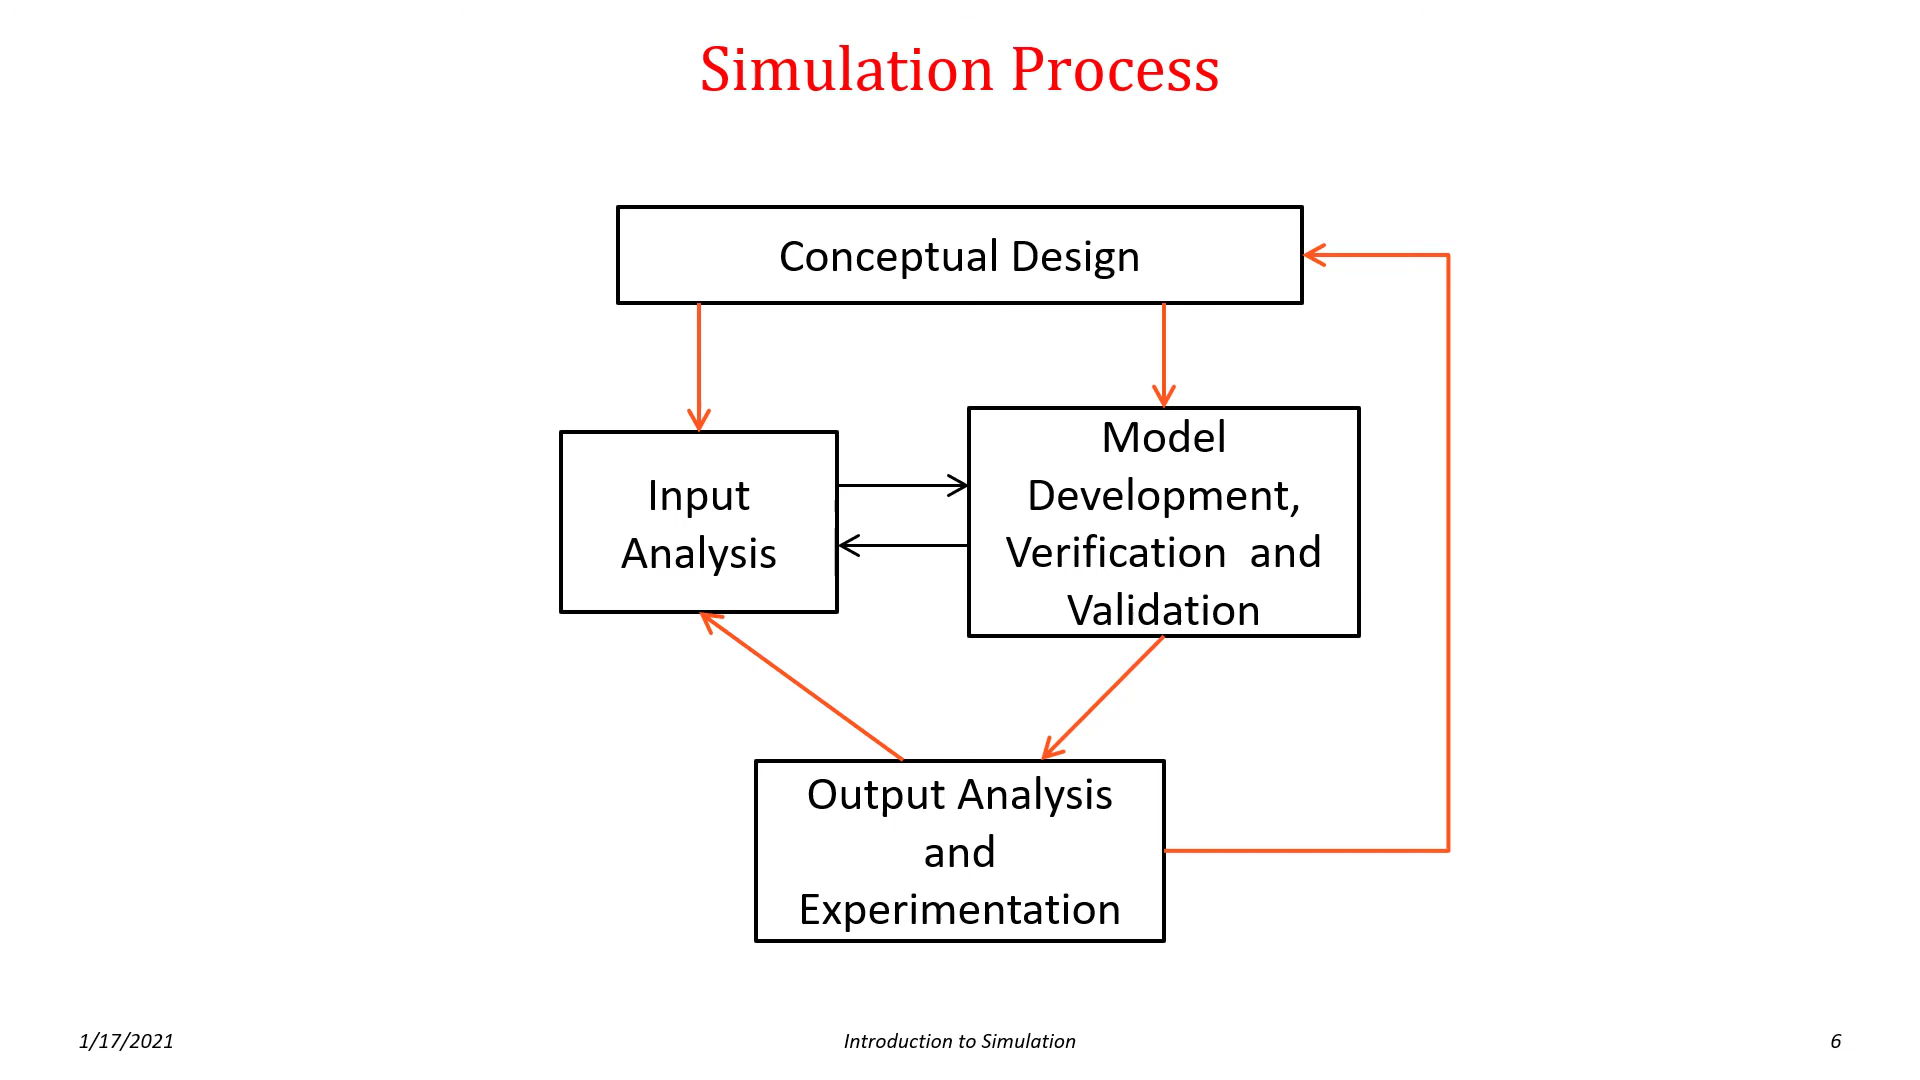 Simulation Process
Conceptual Design
Input
Analysis
Model
Development,
Verification and
Validation
Output Analysis
and
Experimentation
1/17/2021
Introduction to Simulation
6